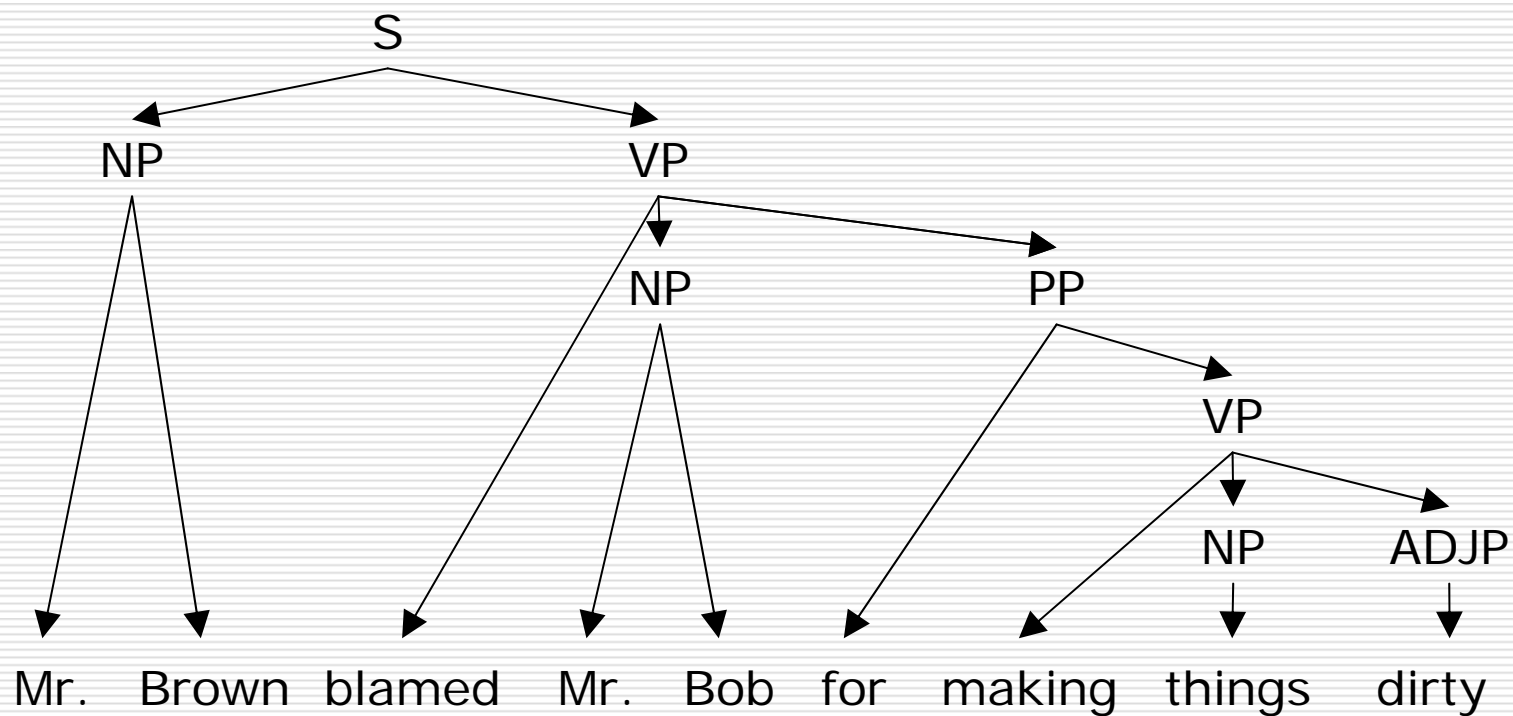 S
NP VP
NP PP
VP
NP ADJP
Mr. Brown blamed Mr. Bob for making things dirty